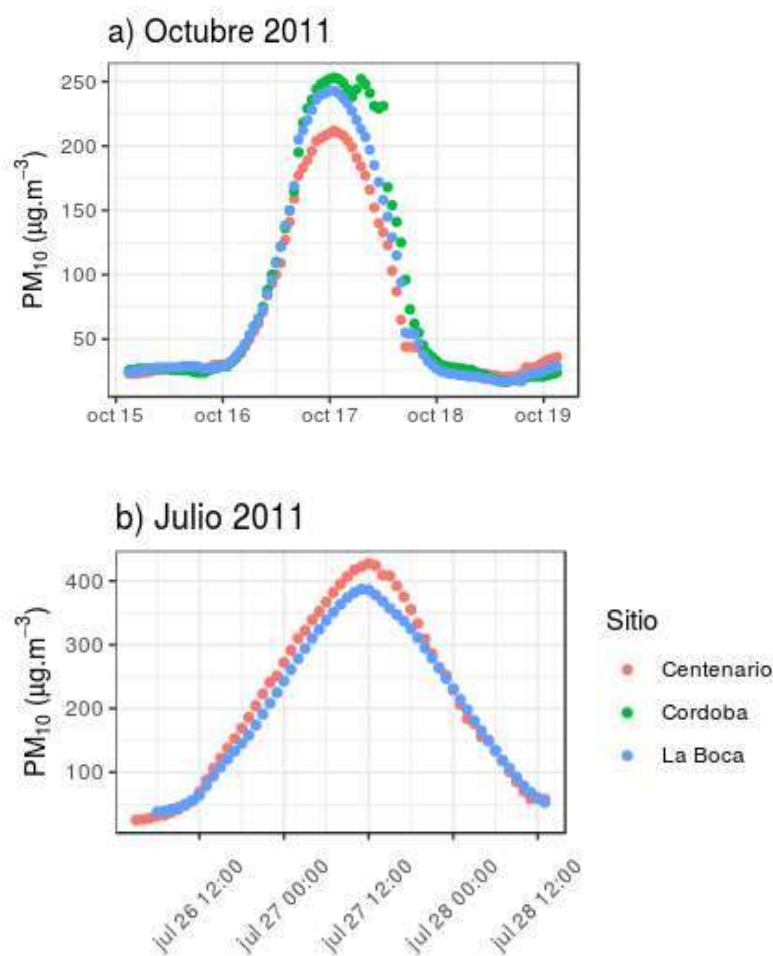 a) Octubre 2011
PM₁₀ (µg.m⁻³)
250
200
150
100
50
oct 15
oct 16
oct 17
oct 18
oct 19
b) Julio 2011
PM₁₀ (µg.m⁻³)
400
300
200
100
jul 26 12:00
jul 27 00:00
jul 27 12:00
jul 28 00:00
jul 28 12:00
Sitio
Centenario
Cordoba
La Boca